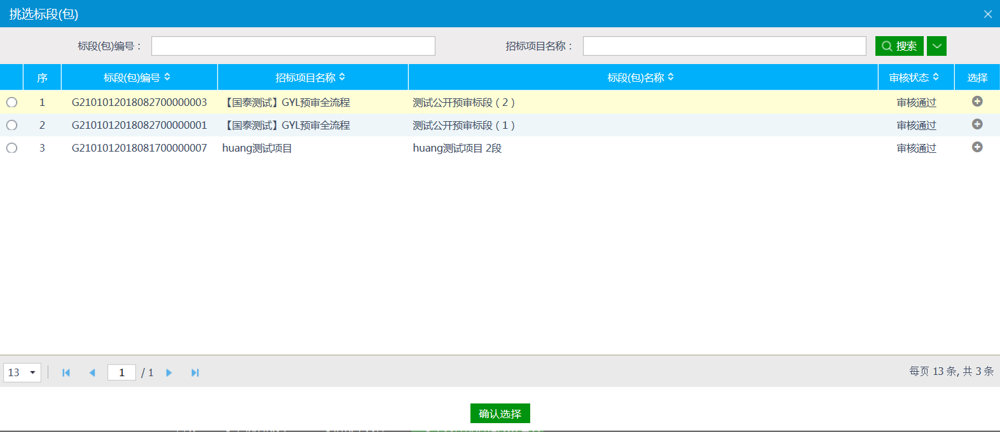 挑选标段(包)
标段(包)编号： 招标项目名称： 搜索
序 标段(包)编号 招标项目名称 标段(包)名称 审核状态 选择
1 G2101012018082700000003 【国泰测试】GYL预审全流程 测试公开预审标段（2） 审核通过
2 G2101012018082700000001 【国泰测试】GYL预审全流程 测试公开预审标段（1） 审核通过
3 G2101012018081700000007 huang测试项目 huang测试项目 2段 审核通过
13 1 / 1 每页 13 条, 共 3 条
确认选择